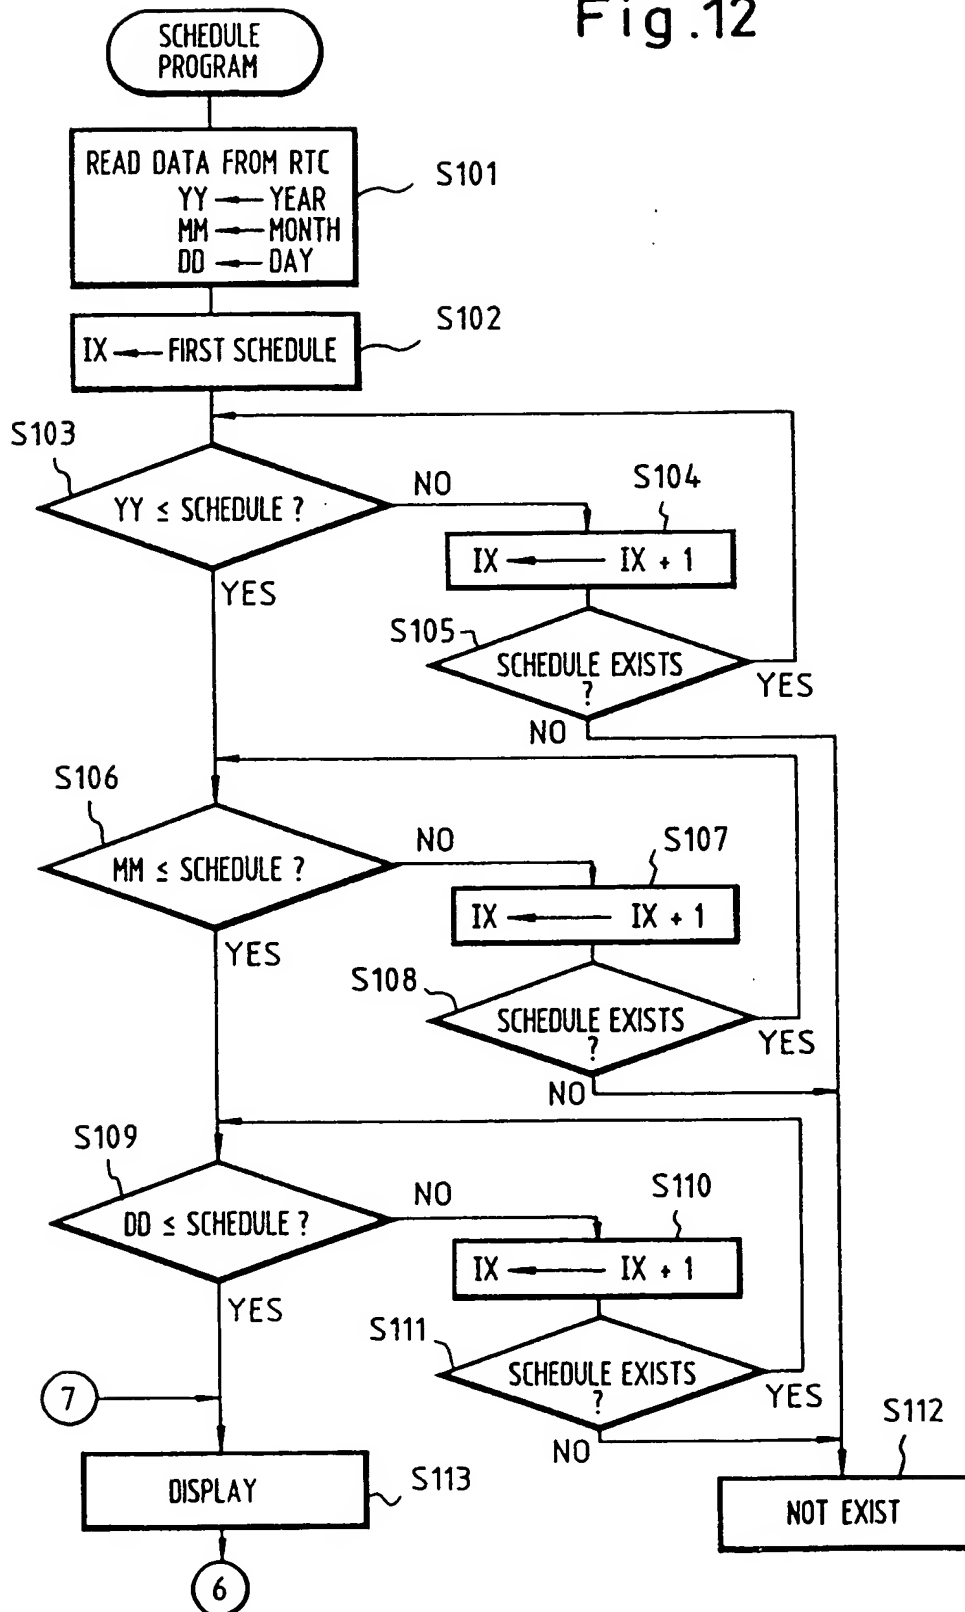 Fig.12
SCHEDULE
PROGRAM
READ DATA FROM RTC
YY ← YEAR
MM ← MONTH
DD ← DAY
S101
IX ← FIRST SCHEDULE
S102
S103
YY ≤ SCHEDULE ?
NO
YES
S104
IX ← IX + 1
S105
SCHEDULE EXISTS
?
YES
NO
S106
MM ≤ SCHEDULE ?
NO
YES
S107
IX ← IX + 1
S108
SCHEDULE EXISTS
?
YES
NO
S109
DD ≤ SCHEDULE ?
NO
YES
S110
IX ← IX + 1
S111
SCHEDULE EXISTS
?
YES
NO
7
S112
NOT EXIST
DISPLAY
S113
6